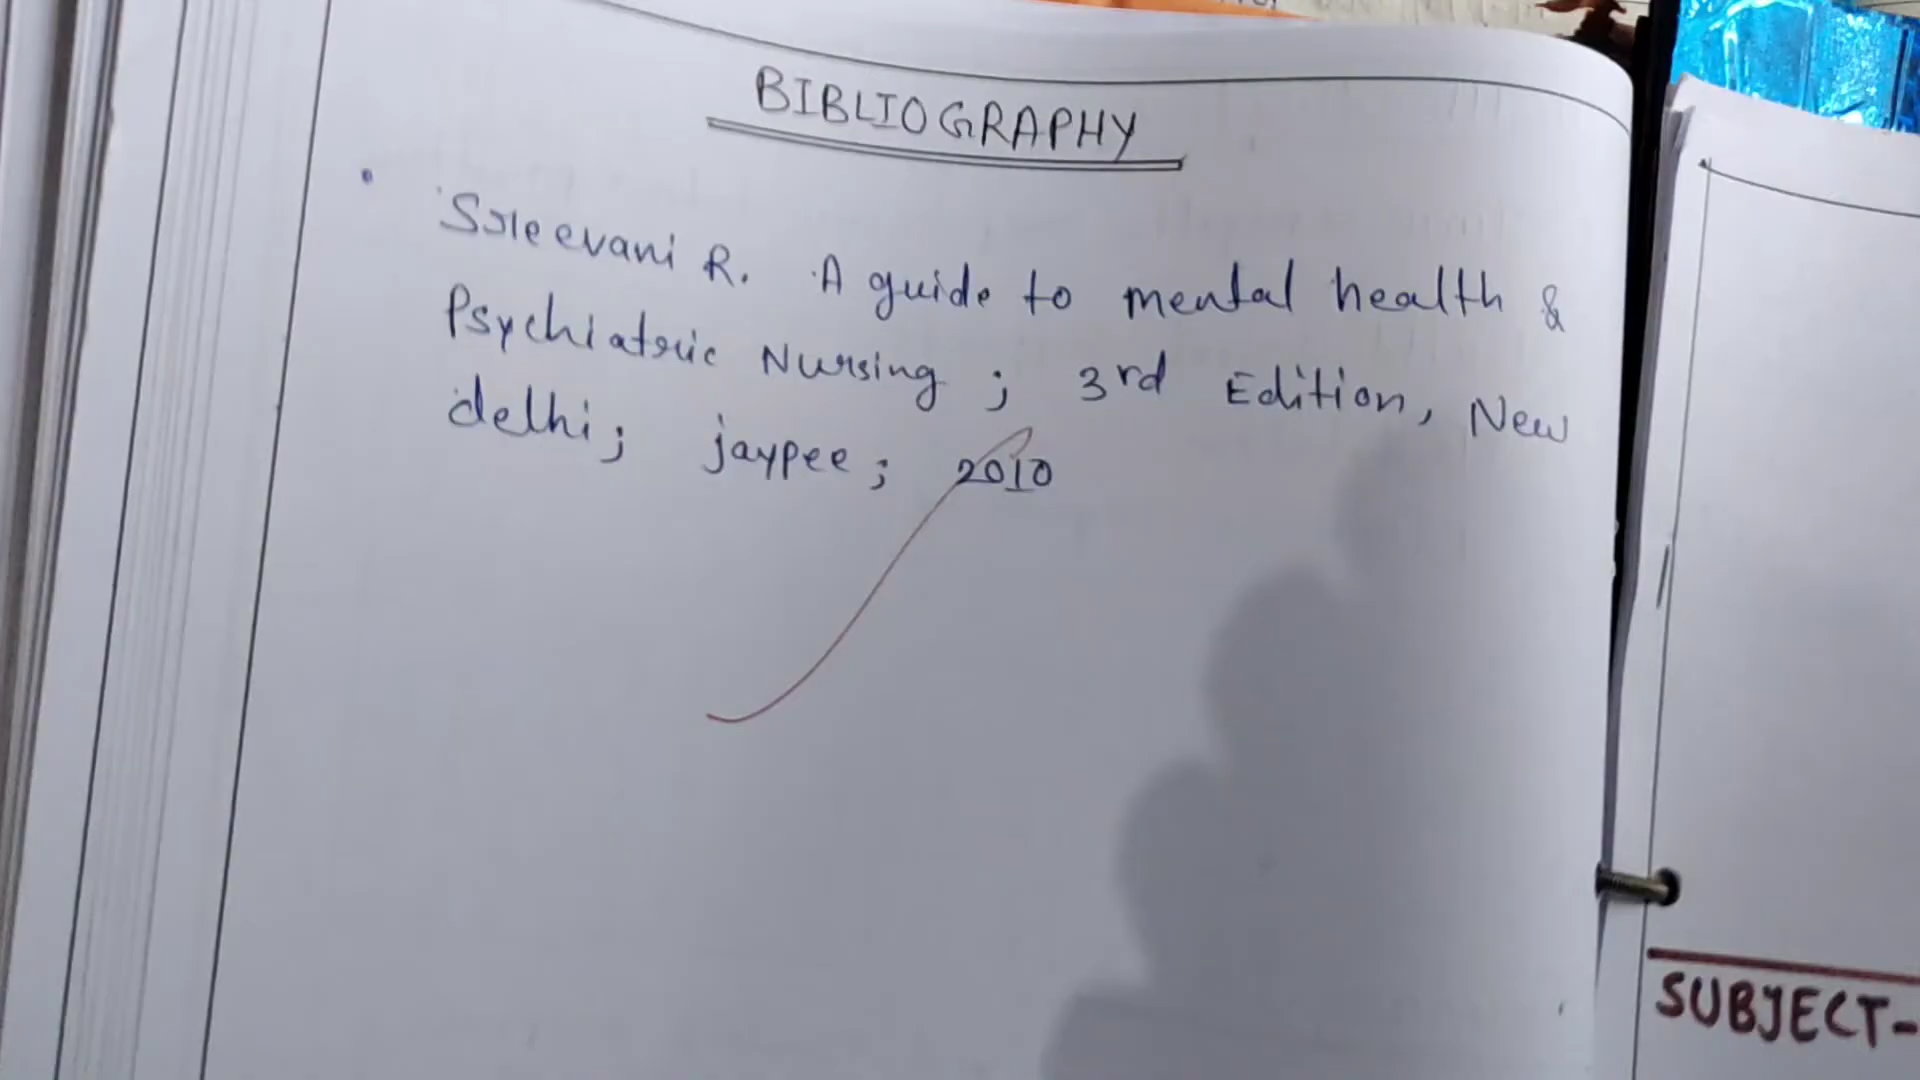 BIBLIOGRAPHY
• Sreevani R. A guide to mental health &
Psychiatric Nursing ; 3rd Edition, New
delhi; jaypee; 2010
SUBJECT-